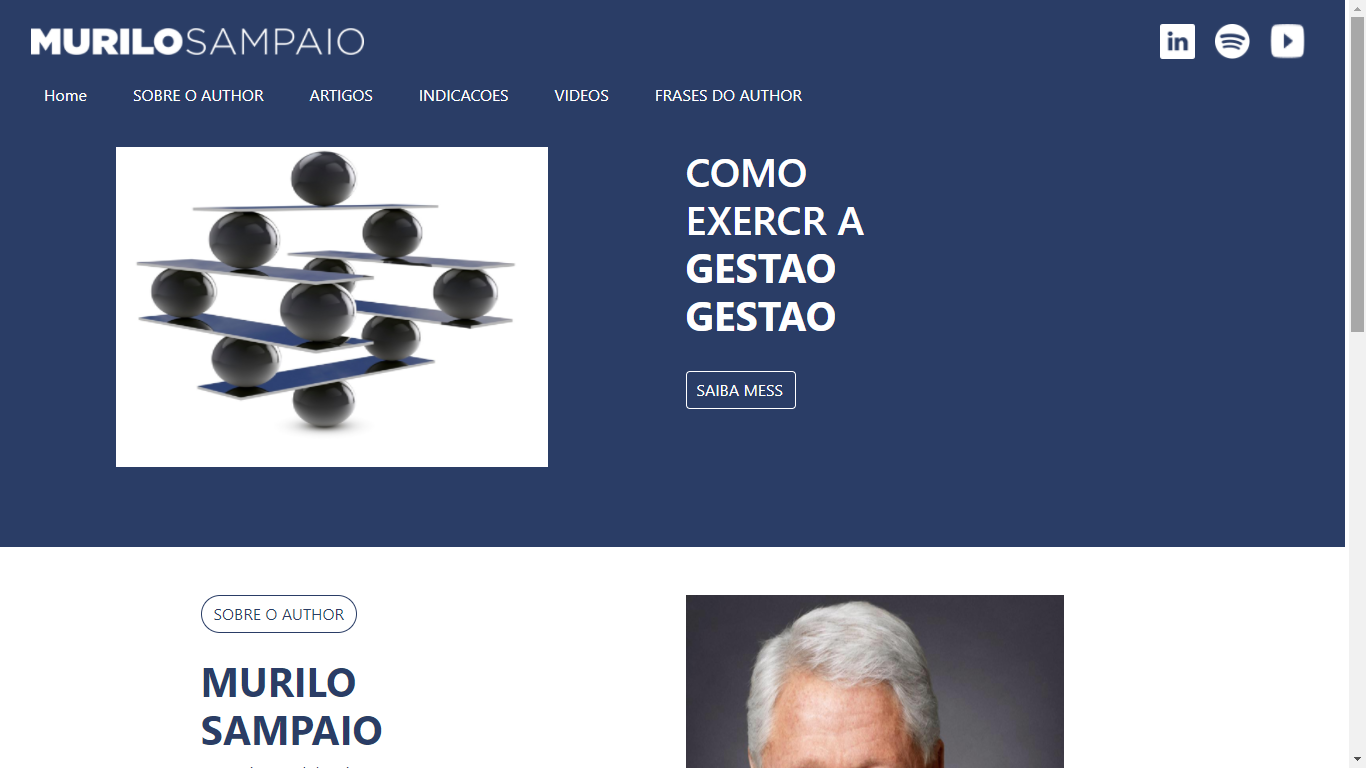 MURILOSAMPAIO
in
Home SOBRE O AUTHOR ARTIGOS INDICACOES VIDEOS FRASES DO AUTHOR
COMO
EXERCR A
GESTAO
GESTAO
SAIBA MESS
SOBRE O AUTHOR
MURILO
SAMPAIO